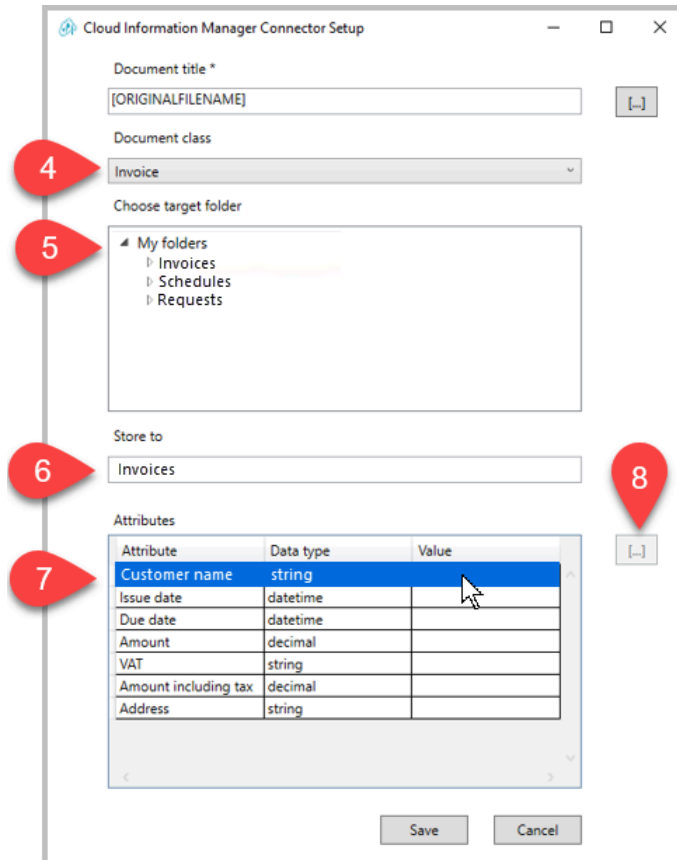 Cloud Information Manager Connector Setup
Document title *
[ORIGINALFILENAME]
[...]
Document class
4
Invoice
Choose target folder
5
My folders
Invoices
Schedules
Requests
Store to
6
Invoices
8
Attributes
[...]
Attribute Data type Value
7
Customer name string
Issue date datetime
Due date datetime
Amount decimal
VAT string
Amount including tax decimal
Address string
Save Cancel